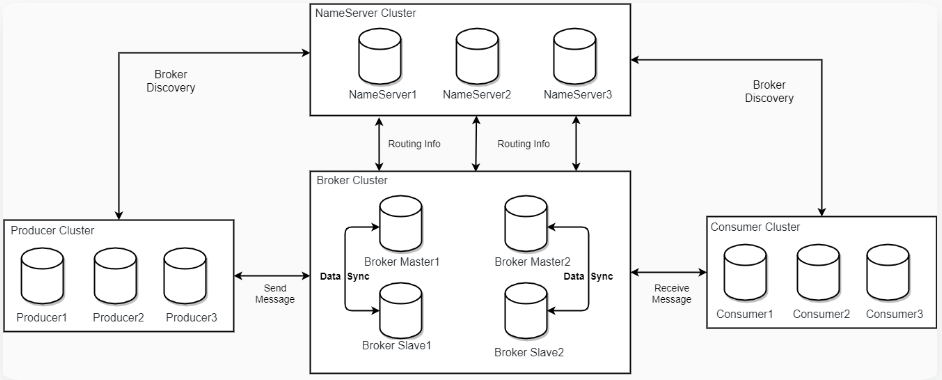 NameServer Cluster
NameServer1
NameServer2
NameServer3
Broker
Discovery
Broker
Discovery
Routing Info
Routing Info
Broker Cluster
Broker Master1
Broker Master2
Data Sync
Data Sync
Broker Slave1
Broker Slave2
Producer Cluster
Producer1
Producer2
Producer3
Send
Message
Receive
Message
Consumer Cluster
Consumer1
Consumer2
Consumer3